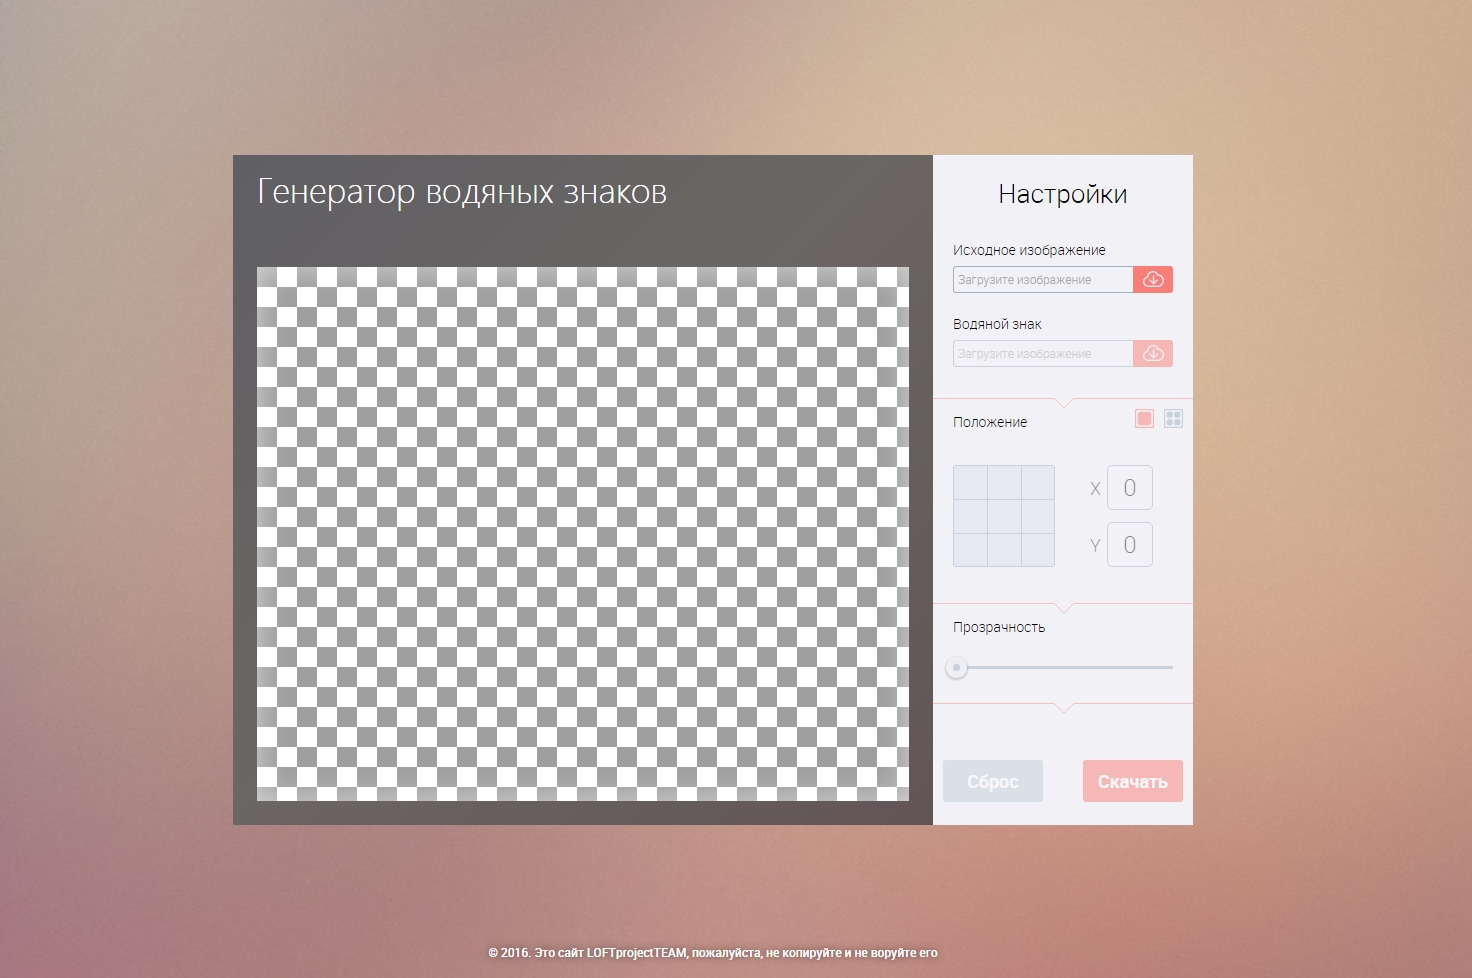 Генератор водяных знаков
Настройки
Исходное изображение
Загрузите изображение
Водяной знак
Загрузите изображение
Положение
X 0
Y 0
Прозрачность
Сброс Скачать
© 2016. Это сайт LOFTprojectTEAM, пожалуйста, не копируйте и не воруйте его